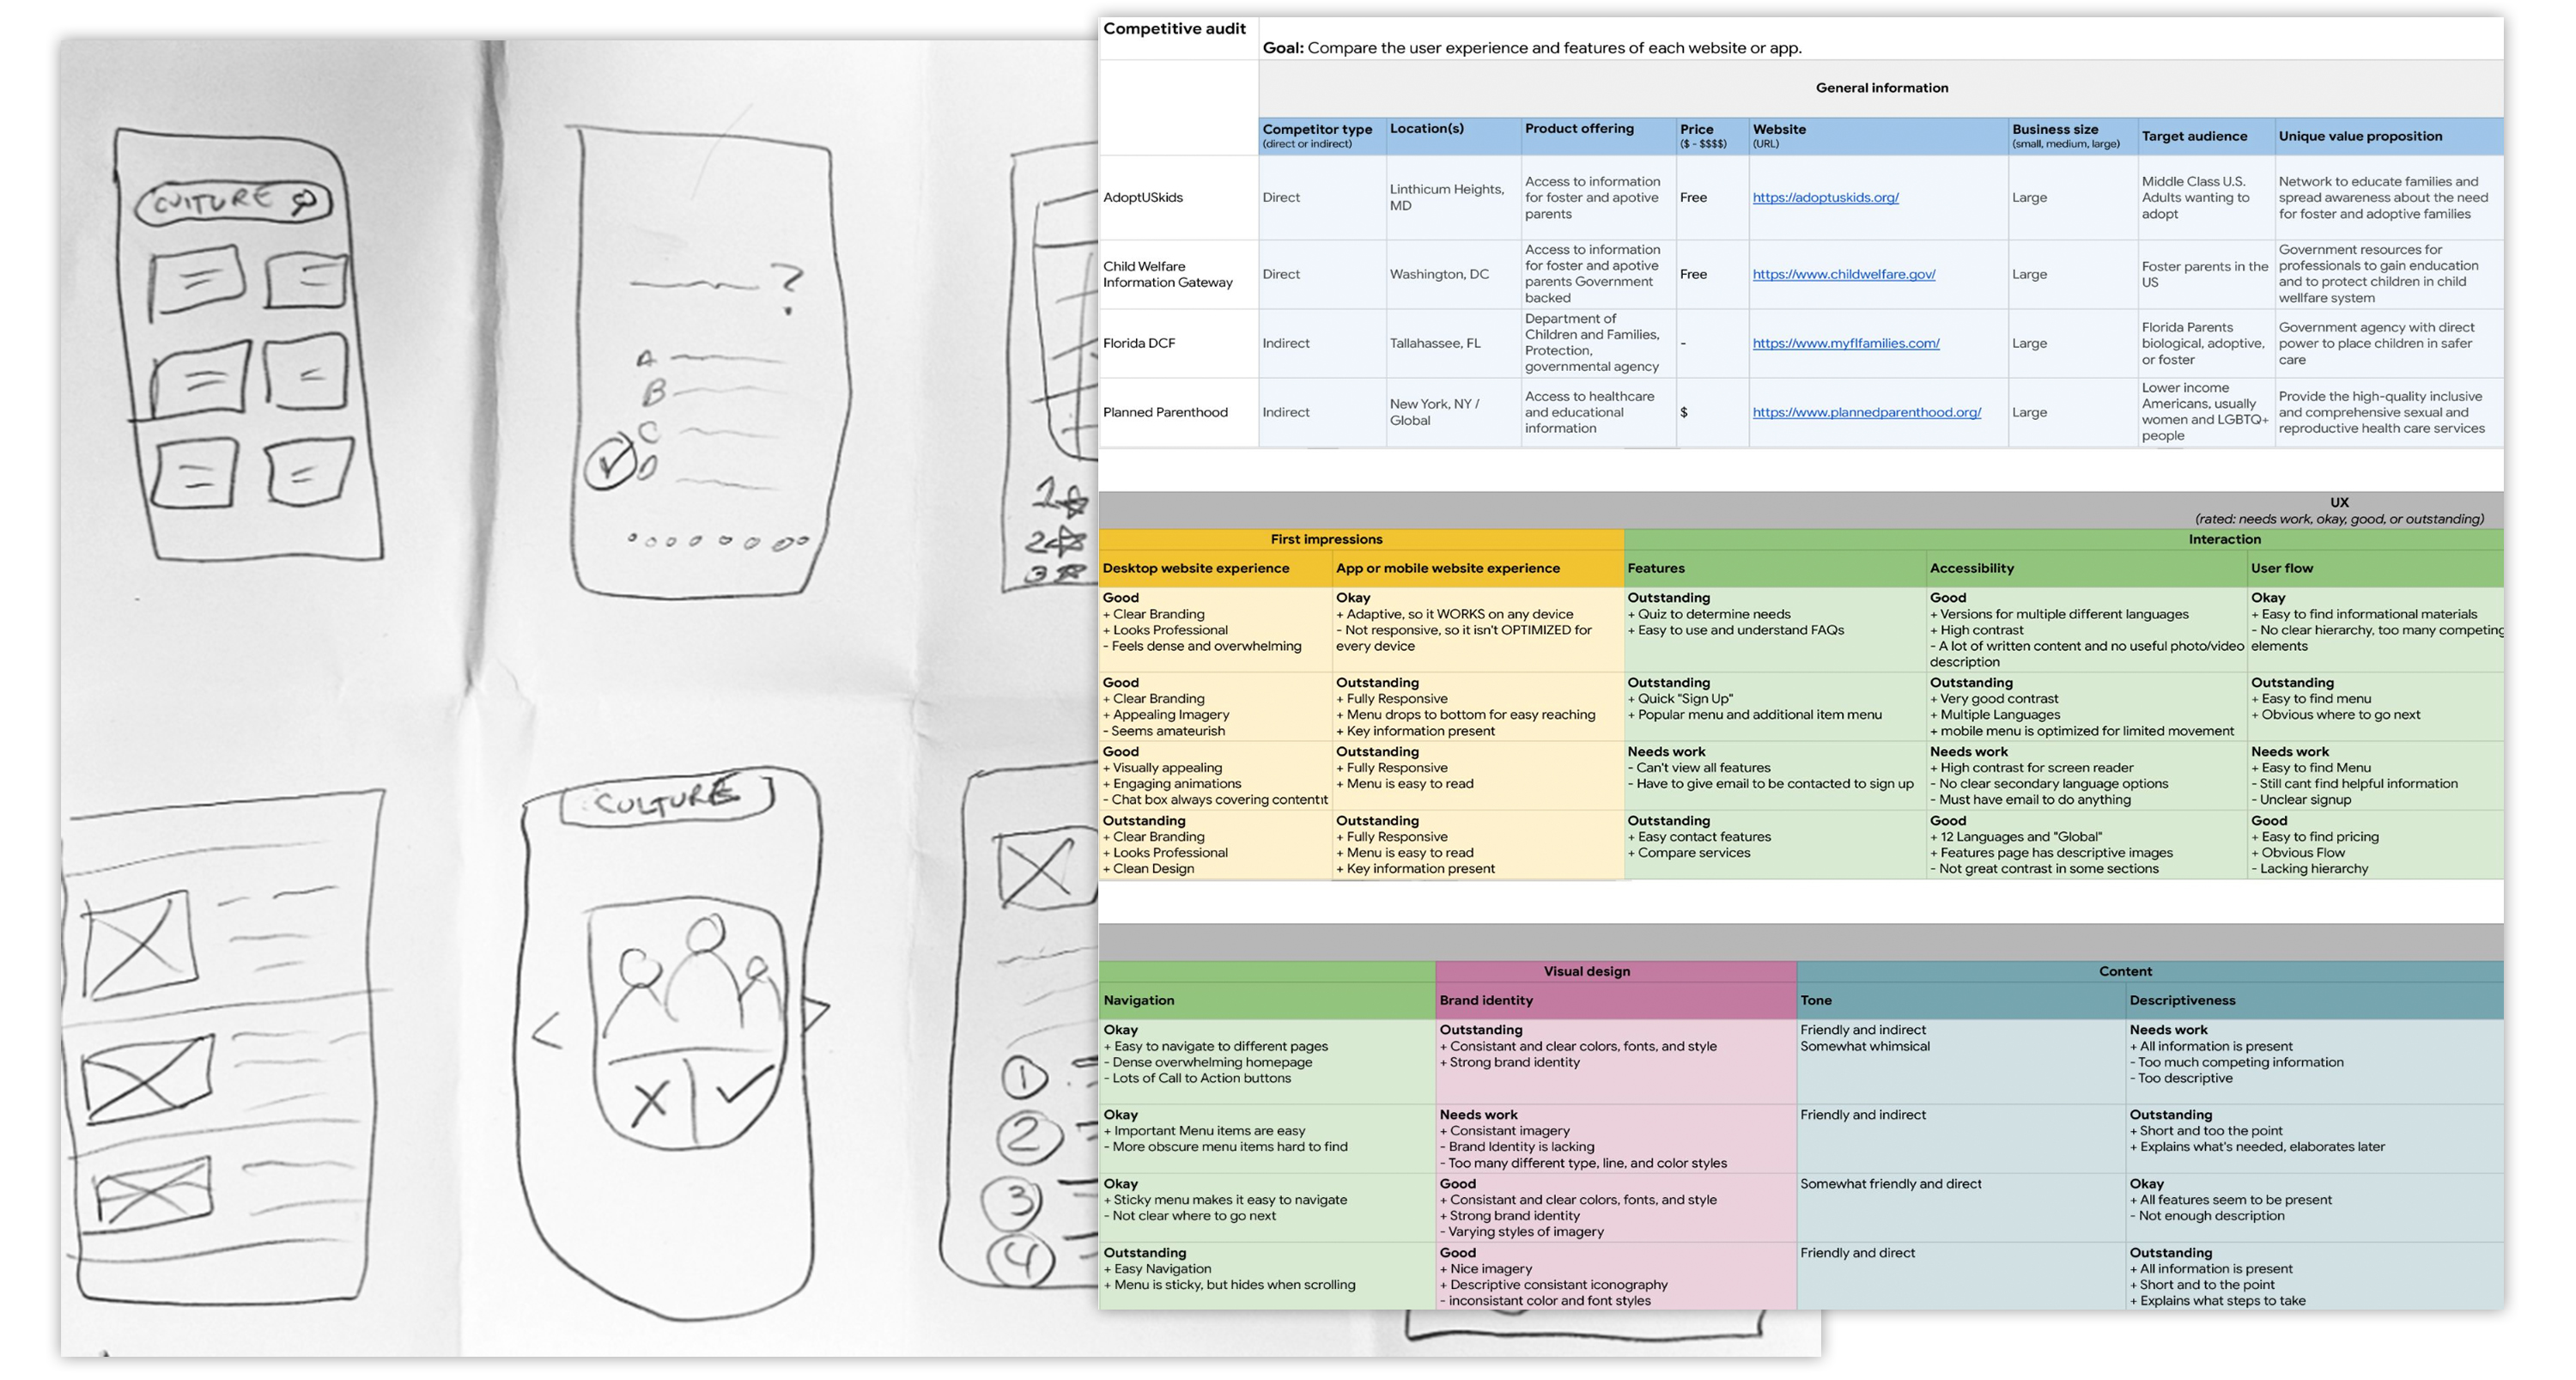 CUITURE
?
A
B
C
D
1
2
3
CULTURE
X
1
2
3
4
Competitive audit
Goal: Compare the user experience and features of each website or app.
General information
Competitor type
(direct or indirect)
Location(s)
Product offering
Price
($ - $$$$)
Website
(URL)
Business size
(small, medium, large)
Target audience
Unique value proposition
AdoptUSkids
Direct
Linthicum Heights,
MD
Access to information
for foster and apotive
parents
Free
https://adoptuskids.org/
Large
Middle Class U.S.
Adults wanting to
adopt
Network to educate families and
spread awareness about the need
for foster and adoptive families
Child Welfare
Information Gateway
Direct
Washington, DC
Access to information
for foster and apotive
parents Government
backed
Free
https://www.childwelfare.gov/
Large
Foster parents in the
US
Government resources for
professionals to gain enducation
and to protect children in child
wellfare system
Florida DCF
Indirect
Tallahassee, FL
Department of
Children and Families,
Protection,
governmental agency
-
https://www.myflfamilies.com/
Large
Florida Parents
biological, adoptive,
or foster
Government agency with direct
power to place children in safer
care
Planned Parenthood
Indirect
New York, NY /
Global
Access to healthcare
and educational
information
$
https://www.plannedparenthood.org/
Large
Lower income
Americans, usually
women and LGBTQ+
people
Provide the high-quality inclusive
and comprehensive sexual and
reproductive health care services
UX
(rated: needs work, okay, good, or outstanding)
First impressions
Interaction
Desktop website experience
App or mobile website experience
Features
Accessibility
User flow
Good
+ Clear Branding
+ Looks Professional
- Feels dense and overwhelming
Okay
+ Adaptive, so it WORKS on any device
- Not responsive, so it isn't OPTIMIZED for
every device
Outstanding
+ Quiz to determine needs
+ Easy to use and understand FAQs
Good
+ Versions for multiple different languages
+ High contrast
- A lot of written content and no useful photo/video
description
Okay
+ Easy to find informational materials
- No clear hierarchy, too many competing
elements
Good
+ Clear Branding
+ Appealing Imagery
- Seems amateurish
Outstanding
+ Fully Responsive
+ Menu drops to bottom for easy reaching
+ Key information present
Outstanding
+ Quick "Sign Up"
+ Popular menu and additional item menu
Outstanding
+ Very good contrast
+ Multiple Languages
+ mobile menu is optimized for limited movement
Outstanding
+ Easy to find menu
+ Obvious where to go next
Good
+ Visually appealing
+ Engaging animations
- Chat box always covering contentit
Outstanding
+ Fully Responsive
+ Menu is easy to read
Needs work
- Can't view all features
- Have to give email to be contacted to sign up
Needs work
+ High contrast for screen reader
- No clear secondary language options
- Must have email to do anything
Needs work
+ Easy to find Menu
- Still cant find helpful information
- Unclear signup
Outstanding
+ Clear Branding
+ Looks Professional
+ Clean Design
Outstanding
+ Fully Responsive
+ Menu is easy to read
+ Key information present
Outstanding
+ Easy contact features
+ Compare services
Good
+ 12 Languages and "Global"
+ Features page has descriptive images
- Not great contrast in some sections
Good
+ Easy to find pricing
+ Obvious Flow
- Lacking hierarchy
Visual design
Content
Navigation
Brand identity
Tone
Descriptiveness
Okay
+ Easy to navigate to different pages
- Dense overwhelming homepage
- Lots of Call to Action buttons
Outstanding
+ Consistant and clear colors, fonts, and style
+ Strong brand identity
Friendly and indirect
Somewhat whimsical
Needs work
+ All information is present
- Too much competing information
- Too descriptive
Okay
+ Important Menu items are easy
- More obscure menu items hard to find
Needs work
+ Consistant imagery
- Brand Identity is lacking
- Too many different type, line, and color styles
Friendly and indirect
Outstanding
+ Short and too the point
+ Explains what's needed, elaborates later
Okay
+ Sticky menu makes it easy to navigate
- Not clear where to go next
Good
+ Consistant and clear colors, fonts, and style
+ Strong brand identity
- Varying styles of imagery
Somewhat friendly and direct
Okay
+ All features seem to be present
- Not enough description
Outstanding
+ Easy Navigation
+ Menu is sticky, but hides when scrolling
Good
+ Nice imagery
+ Descriptive consistant iconography
- inconsistant color and font styles
Friendly and direct
Outstanding
+ All information is present
+ Short and to the point
+ Explains what steps to take